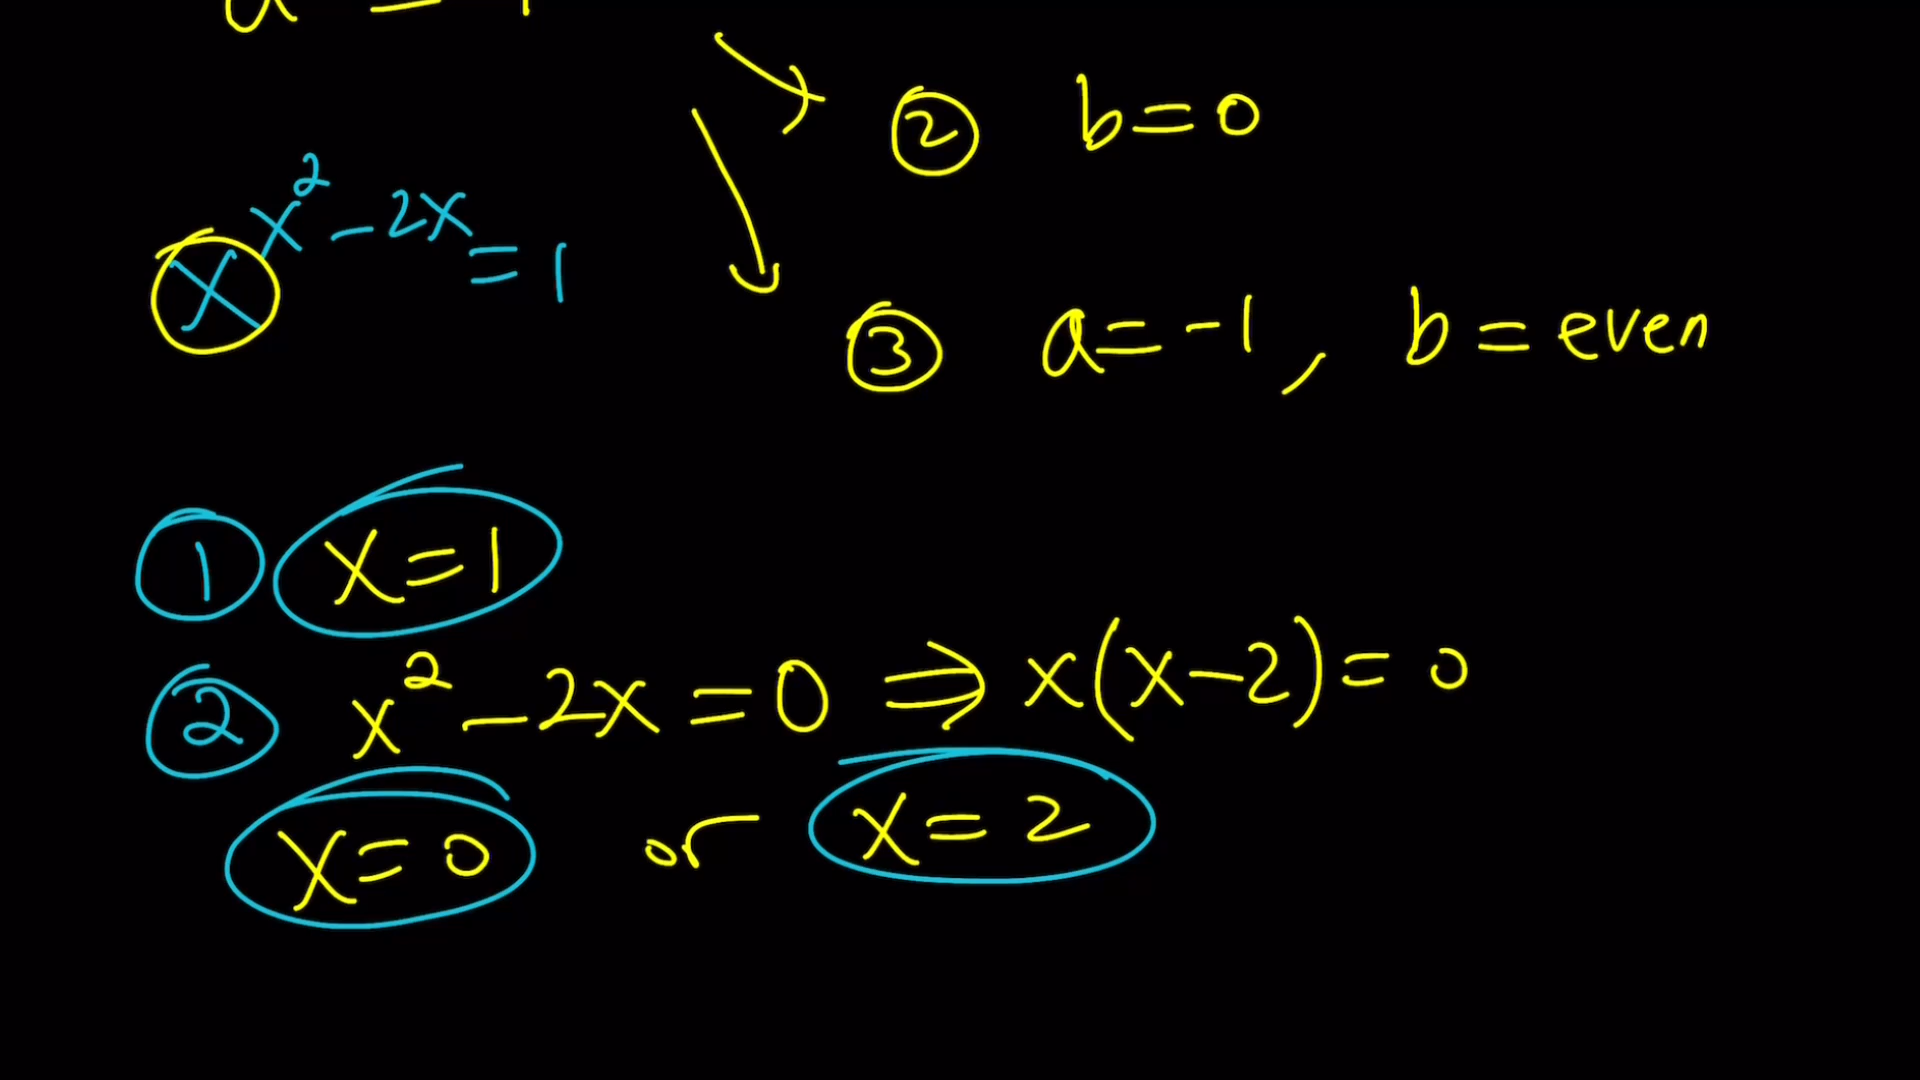 a = 1
② b=0
x^(x²-2x) = 1
③ a=-1, b=even
① x=1
② x²-2x=0 ⇒ x(x-2)=0
x=0 or x=2